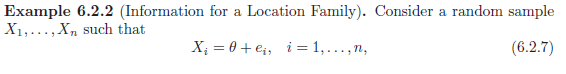 Example 6.2.2 (Information for a Location Family). Consider a random sample
X₁, . . . , Xₙ such that
Xᵢ = θ + eᵢ, i = 1, . . . , n, (6.2.7)